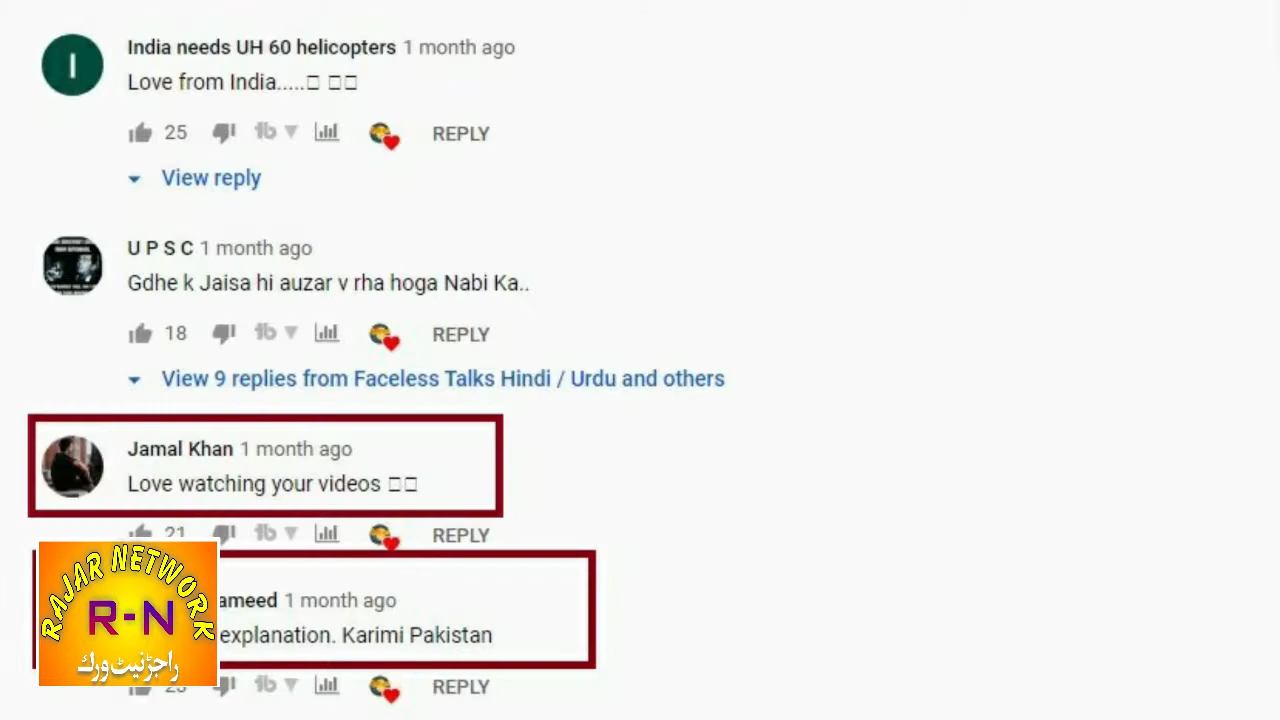 I
India needs UH 60 helicopters 1 month ago
Love from India.....
25 REPLY
View reply
U P S C 1 month ago
Gdhe k Jaisa hi auzar v rha hoga Nabi Ka..
18 REPLY
View 9 replies from Faceless Talks Hindi / Urdu and others
Jamal Khan 1 month ago
Love watching your videos
21 REPLY
ameed 1 month ago
explanation. Karimi Pakistan
REPLY
RAJAR NETWORK
R-N
راجڑنیٹ ورک